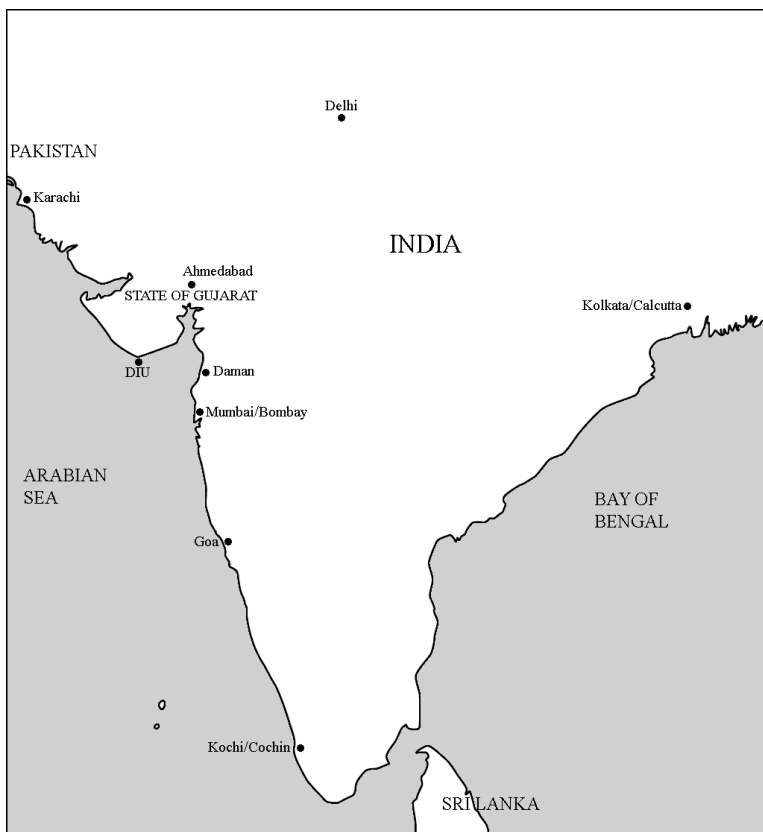 Delhi
PAKISTAN
Karachi
INDIA
Ahmedabad
STATE OF GUJARAT
Kolkata/Calcutta
DIU
Daman
Mumbai/Bombay
ARABIAN
SEA
BAY OF
BENGAL
Goa
Kochi/Cochin
SRI LANKA